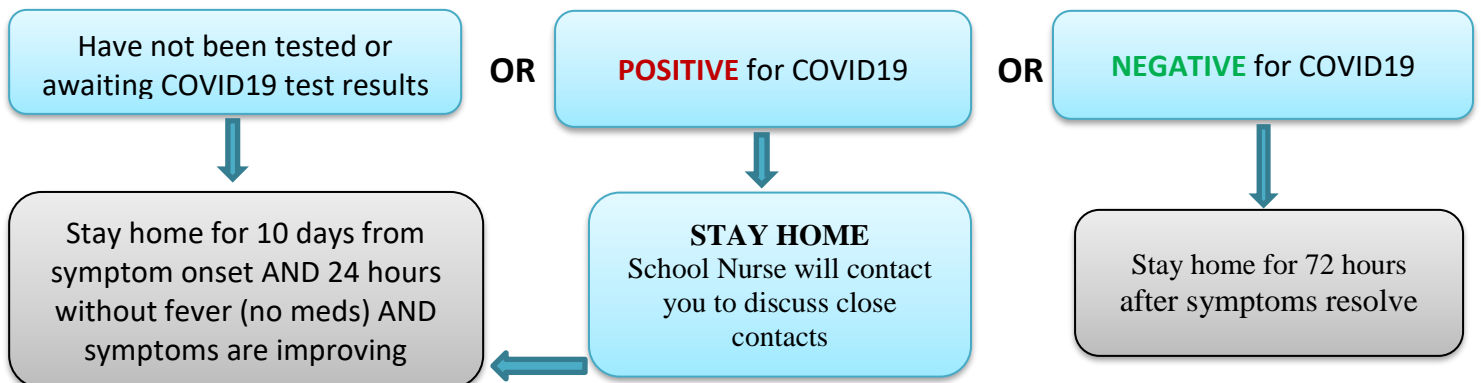 Have not been tested or
awaiting COVID19 test results
OR
POSITIVE for COVID19
OR
NEGATIVE for COVID19
Stay home for 10 days from
symptom onset AND 24 hours
without fever (no meds) AND
symptoms are improving
STAY HOME
School Nurse will contact
you to discuss close
contacts
Stay home for 72 hours
after symptoms resolve